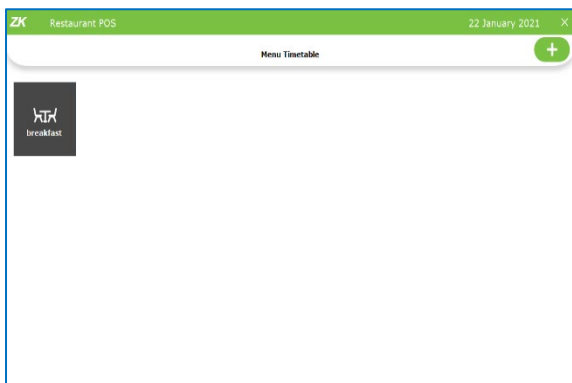 ZK Restaurant POS 22 January 2021 ×
Menu Timetable +
breakfast